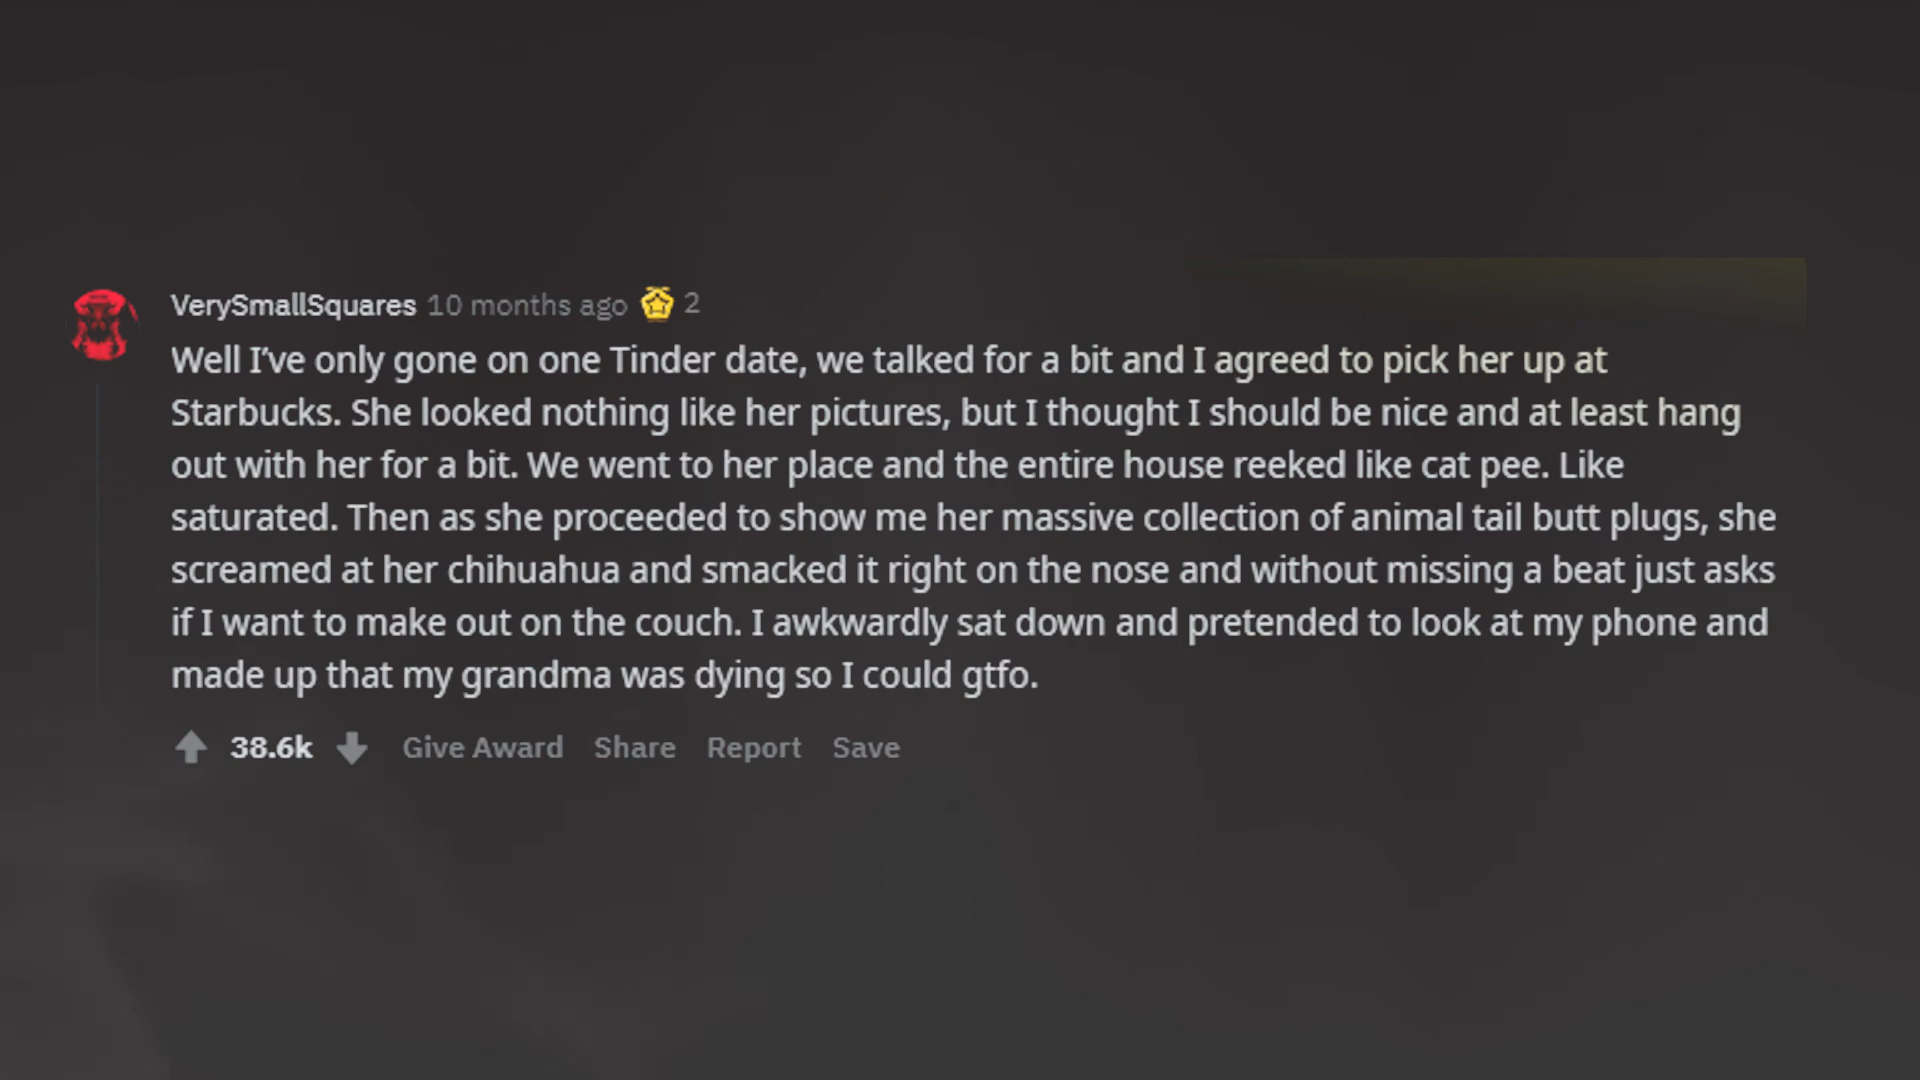 VerySmallSquares 10 months ago 2
Well I’ve only gone on one Tinder date, we talked for a bit and I agreed to pick her up at
Starbucks. She looked nothing like her pictures, but I thought I should be nice and at least hang
out with her for a bit. We went to her place and the entire house reeked like cat pee. Like
saturated. Then as she proceeded to show me her massive collection of animal tail butt plugs, she
screamed at her chihuahua and smacked it right on the nose and without missing a beat just asks
if I want to make out on the couch. I awkwardly sat down and pretended to look at my phone and
made up that my grandma was dying so I could gtfo.
38.6k Give Award Share Report Save